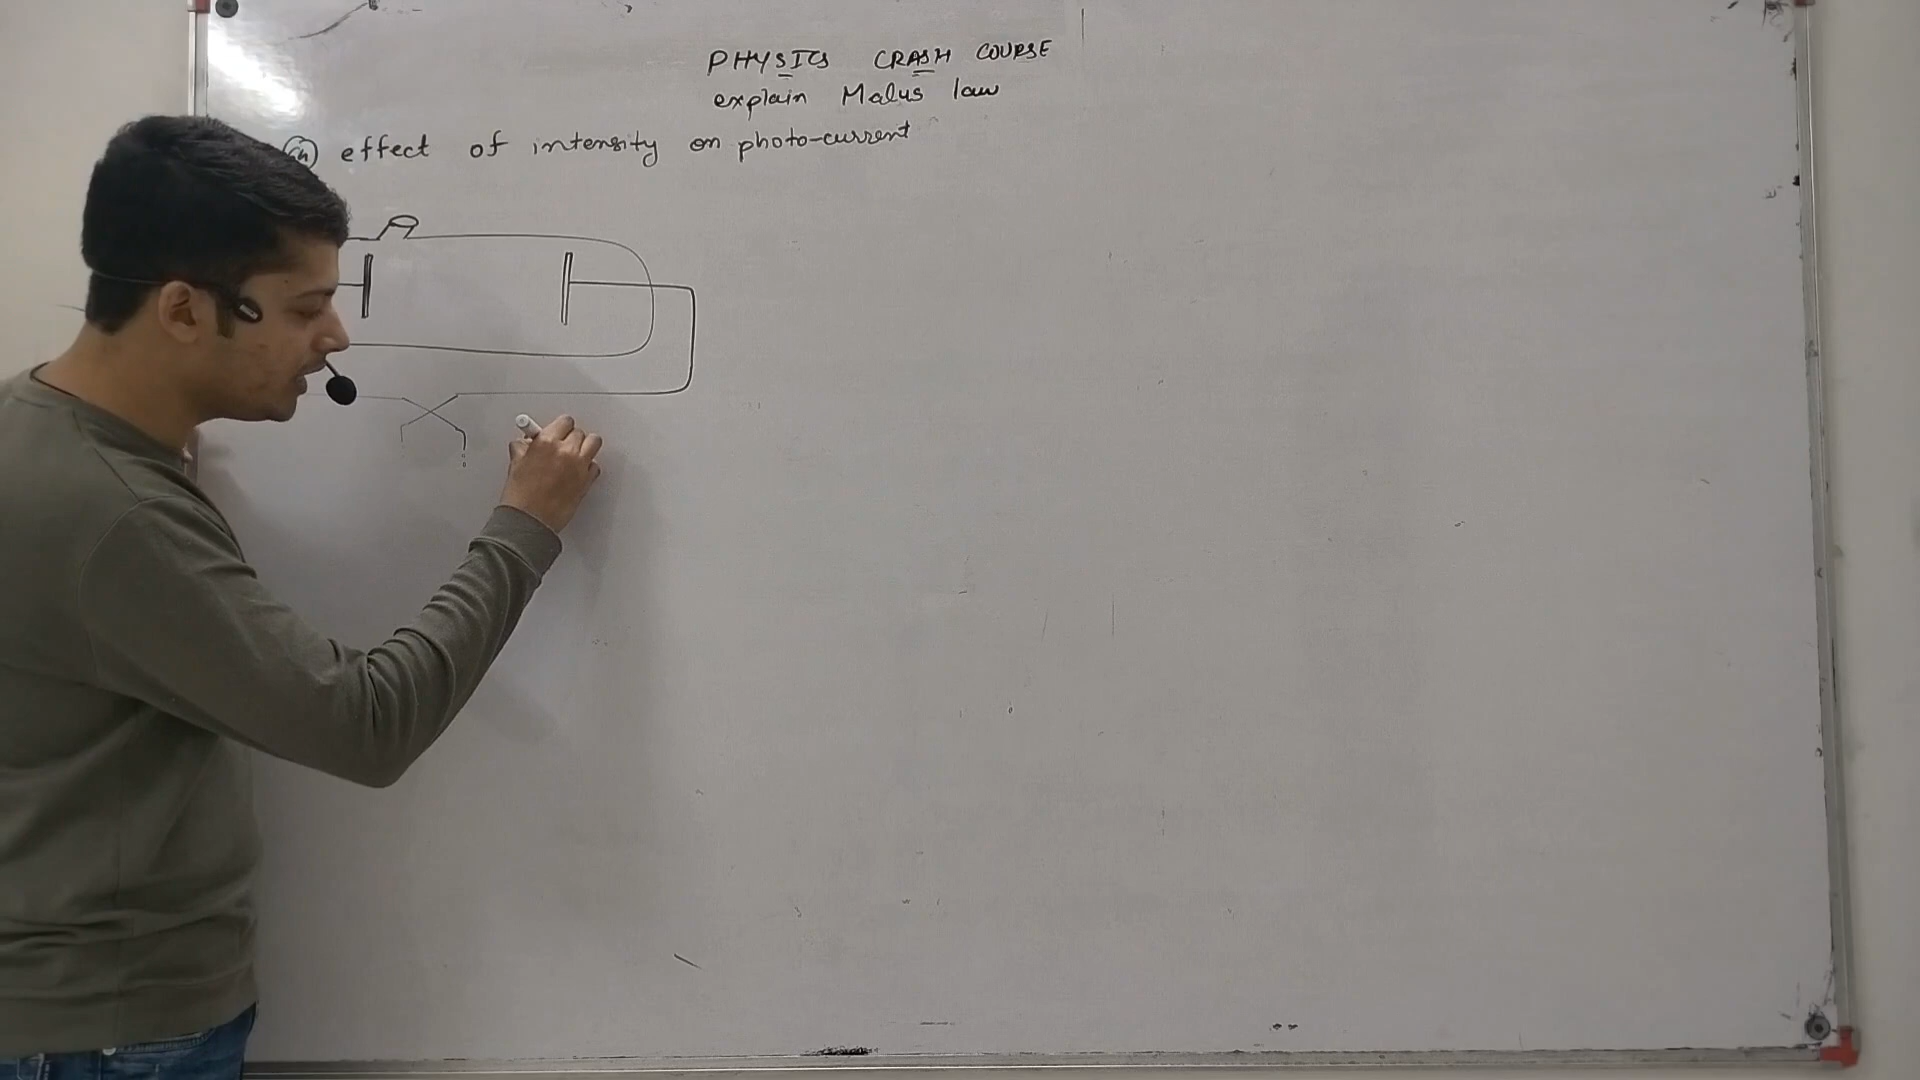 PHYSICS CRASH COURSE
explain Malus law
effect of intensity on photo-current